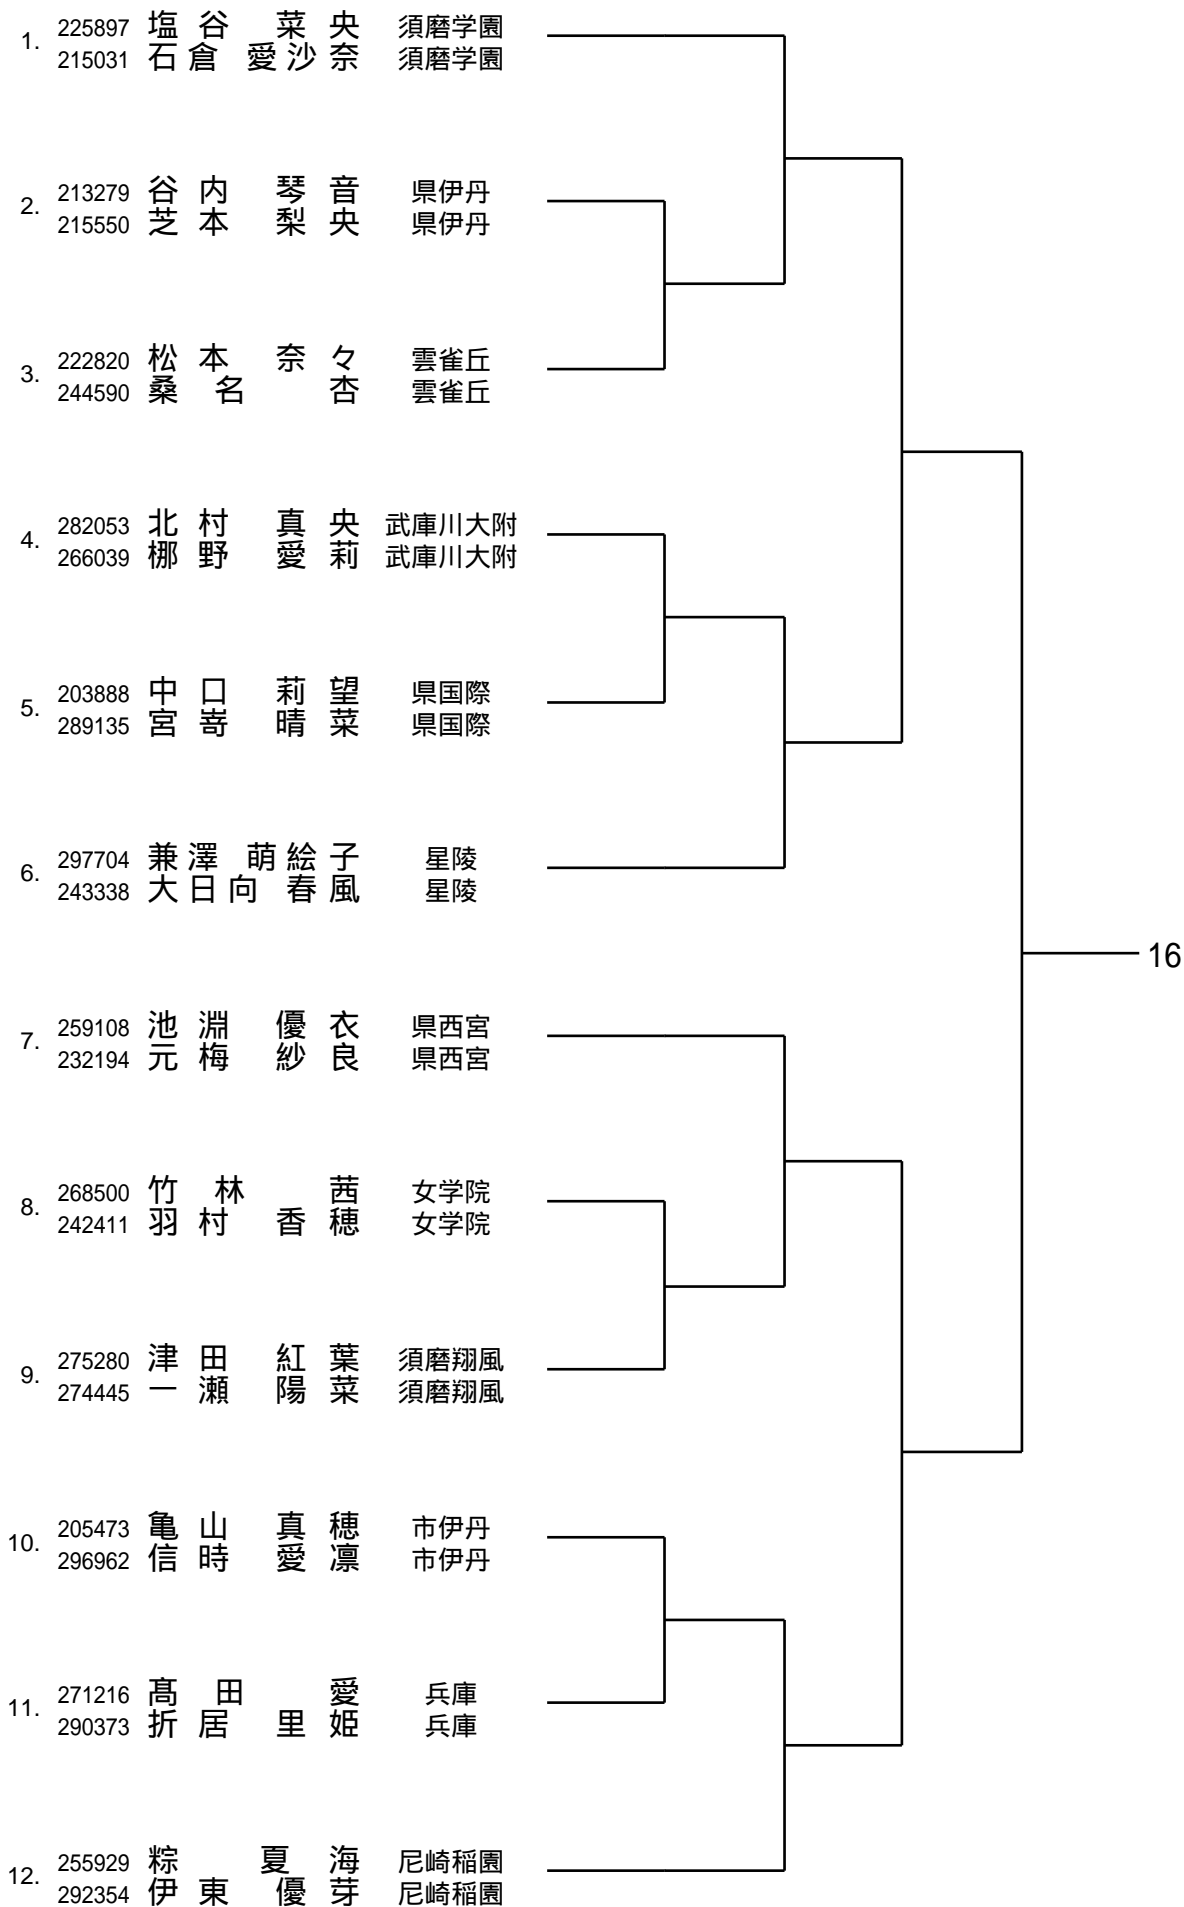 1. 225897 塩谷 菜央 須磨学園
215031 石倉 愛沙奈 須磨学園
2. 213279 谷内 琴音 県伊丹
215550 芝本 梨央 県伊丹
3. 222820 松本 奈々 雲雀丘
244590 桑名 杏 雲雀丘
4. 282053 北村 真央 武庫川大附
266039 梛野 愛莉 武庫川大附
5. 203888 中口 莉望 県国際
289135 宮嵜 晴菜 県国際
6. 297704 兼澤 萌絵子 星陵
243338 大日向 春風 星陵
16
7. 259108 池淵 優衣 県西宮
232194 元梅 紗良 県西宮
8. 268500 竹林 茜 女学院
242411 羽村 香穂 女学院
9. 275280 津田 紅葉 須磨翔風
274445 一瀬 陽菜 須磨翔風
10. 205473 亀山 真穂 市伊丹
296962 信時 愛凛 市伊丹
11. 271216 髙田 愛 兵庫
290373 折居 里姫 兵庫
12. 255929 粽 夏海 尼崎稲園
292354 伊東 優芽 尼崎稲園